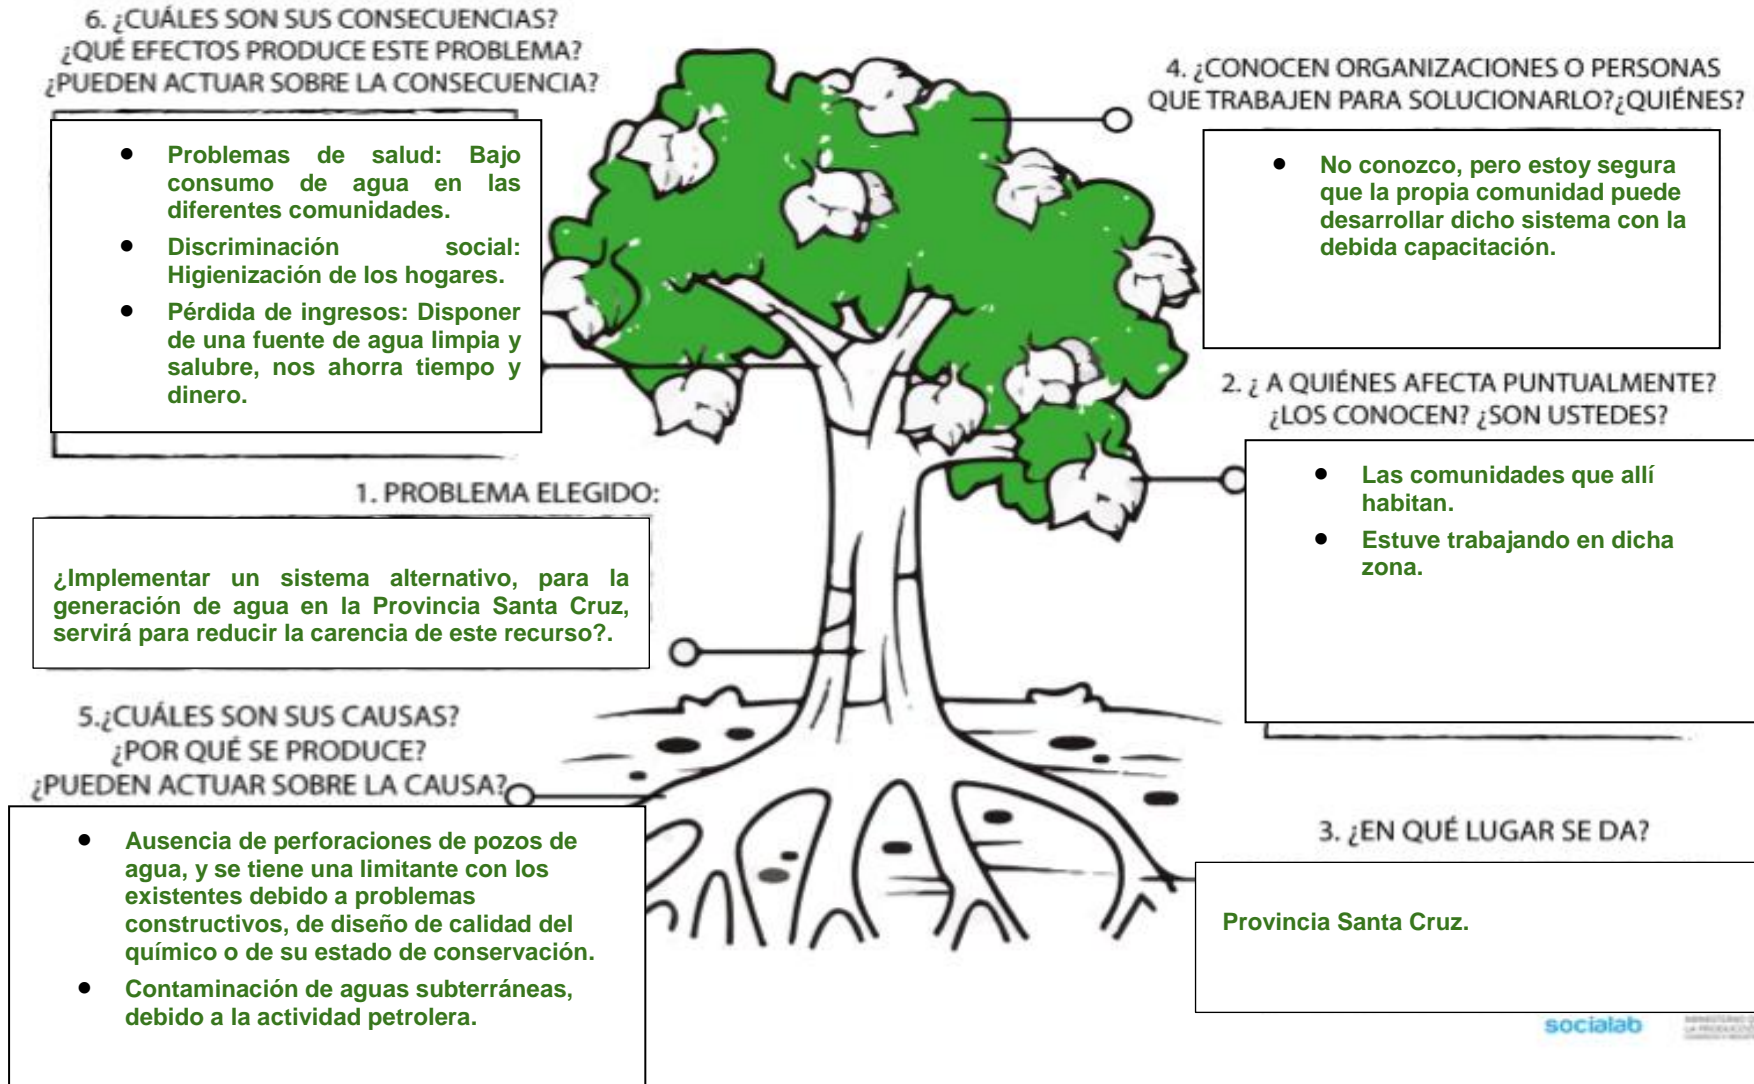 6. ¿CUÁLES SON SUS CONSECUENCIAS?
¿QUÉ EFECTOS PRODUCE ESTE PROBLEMA?
¿PUEDEN ACTUAR SOBRE LA CONSECUENCIA?
● Problemas de salud: Bajo
consumo de agua en las
diferentes comunidades.
● Discriminación social:
Higienización de los hogares.
● Pérdida de ingresos: Disponer
de una fuente de agua limpia y
salubre, nos ahorra tiempo y
dinero.
4. ¿CONOCEN ORGANIZACIONES O PERSONAS
QUE TRABAJEN PARA SOLUCIONARLO?¿QUIÉNES?
● No conozco, pero estoy segura
que la propia comunidad puede
desarrollar dicho sistema con la
debida capacitación.
2. ¿ A QUIÉNES AFECTA PUNTUALMENTE?
¿LOS CONOCEN? ¿SON USTEDES?
● Las comunidades que allí
habitan.
● Estuve trabajando en dicha
zona.
1. PROBLEMA ELEGIDO:
¿Implementar un sistema alternativo, para la
generación de agua en la Provincia Santa Cruz,
servirá para reducir la carencia de este recurso?.
5.¿CUÁLES SON SUS CAUSAS?
¿POR QUÉ SE PRODUCE?
¿PUEDEN ACTUAR SOBRE LA CAUSA?
● Ausencia de perforaciones de pozos de
agua, y se tiene una limitante con los
existentes debido a problemas
constructivos, de diseño de calidad del
químico o de su estado de conservación.
● Contaminación de aguas subterráneas,
debido a la actividad petrolera.
3. ¿EN QUÉ LUGAR SE DA?
Provincia Santa Cruz.
socialab